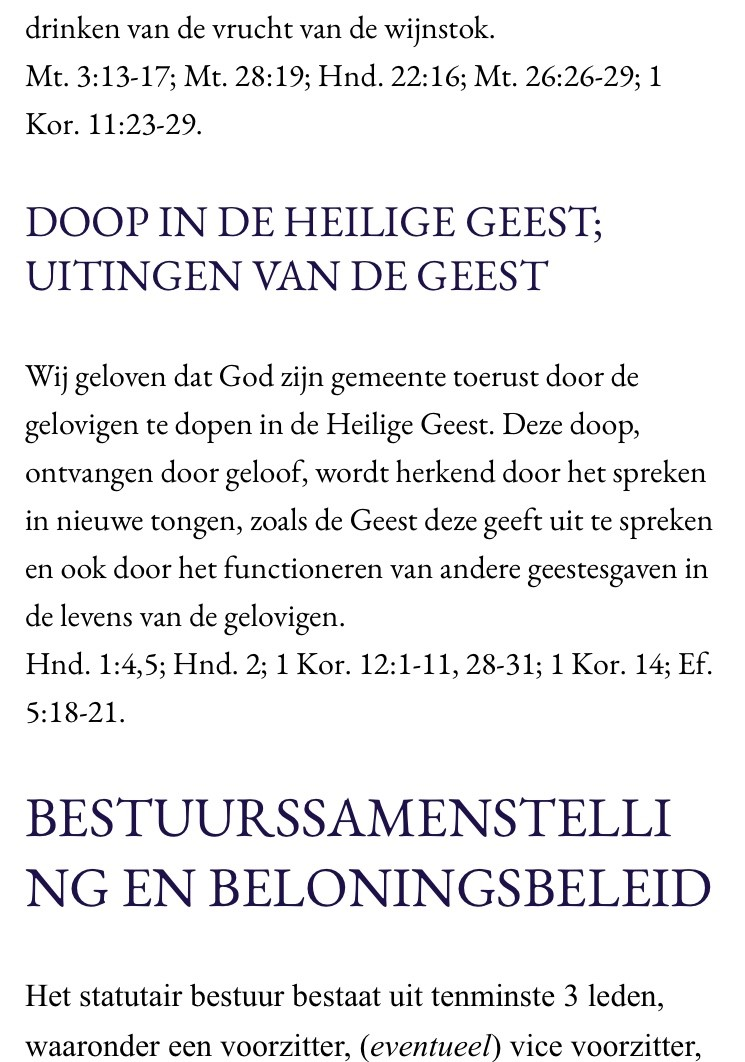 drinken van de vrucht van de wijnstok.
Mt. 3:13-17; Mt. 28:19; Hnd. 22:16; Mt. 26:26-29; 1
Kor. 11:23-29.
DOOP IN DE HEILIGE GEEST;
UITINGEN VAN DE GEEST
Wij geloven dat God zijn gemeente toerust door de
gelovigen te dopen in de Heilige Geest. Deze doop,
ontvangen door geloof, wordt herkend door het spreken
in nieuwe tongen, zoals de Geest deze geeft uit te spreken
en ook door het functioneren van andere geestesgaven in
de levens van de gelovigen.
Hnd. 1:4,5; Hnd. 2; 1 Kor. 12:1-11, 28-31; 1 Kor. 14; Ef.
5:18-21.
BESTUURSSAMENSTELLI
NG EN BELONINGSBELEID
Het statutair bestuur bestaat uit tenminste 3 leden,
waaronder een voorzitter, (eventueel) vice voorzitter,